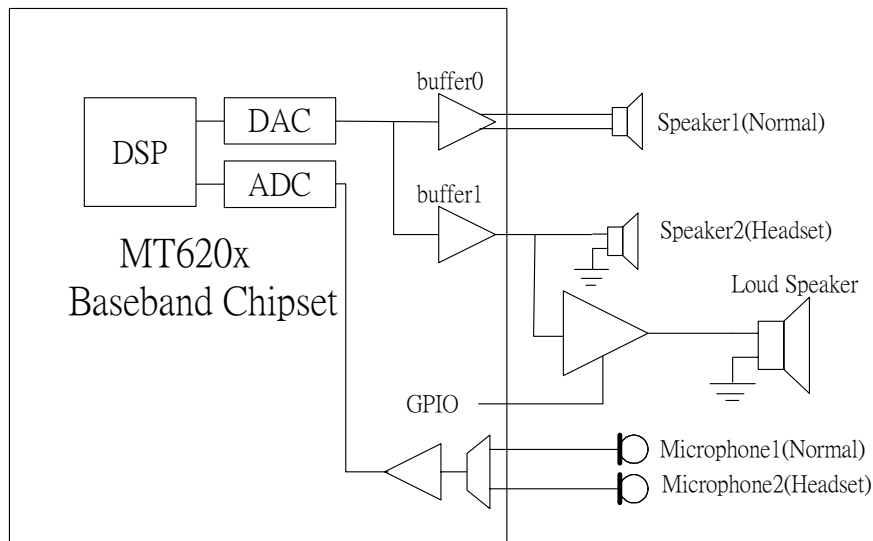 buffer0
DAC
Speaker1(Normal)
DSP
ADC
buffer1
Speaker2(Headset)
MT620x
Baseband Chipset
Loud Speaker
GPIO
Microphone1(Normal)
Microphone2(Headset)